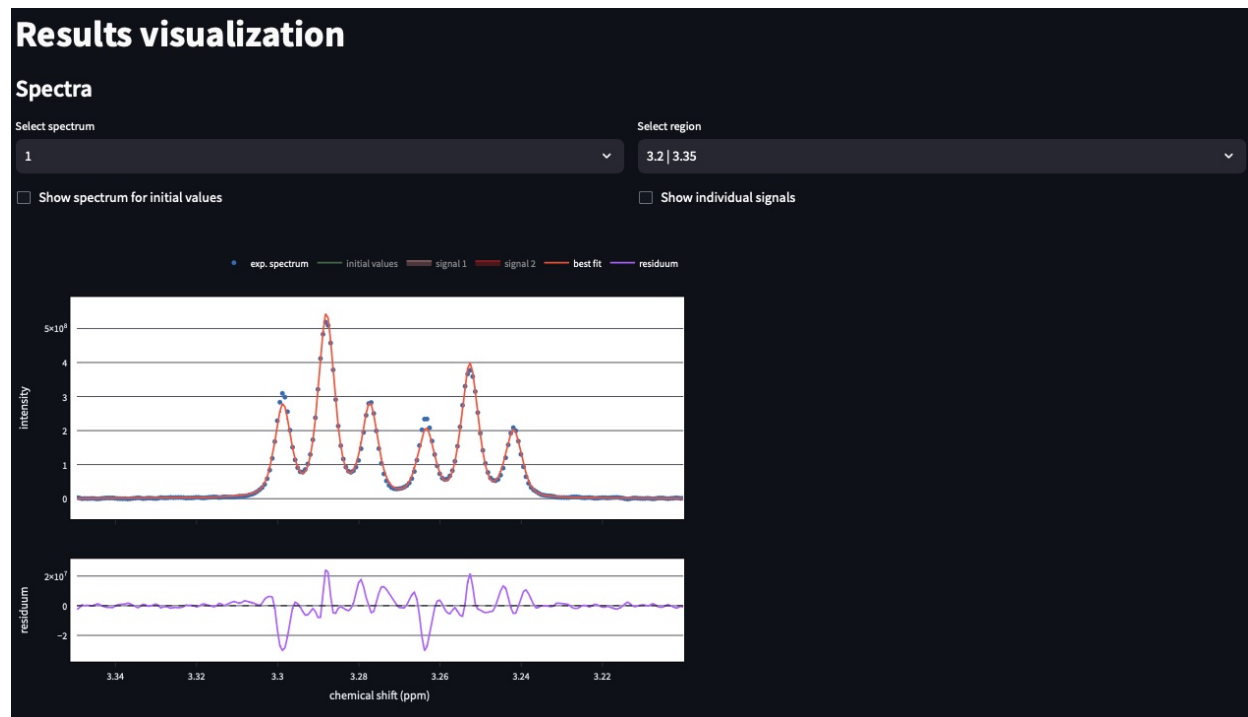 Results visualization
Spectra
Select spectrum
Select region
1
3.2 | 3.35
Show spectrum for initial values
Show individual signals
exp. spectrum initial values signal 1 signal 2 best fit residuum
5×10⁸
4
3
2
1
0
intensity
2×10⁷
0
−2
residuum
3.34 3.32 3.3 3.28 3.26 3.24 3.22
chemical shift (ppm)